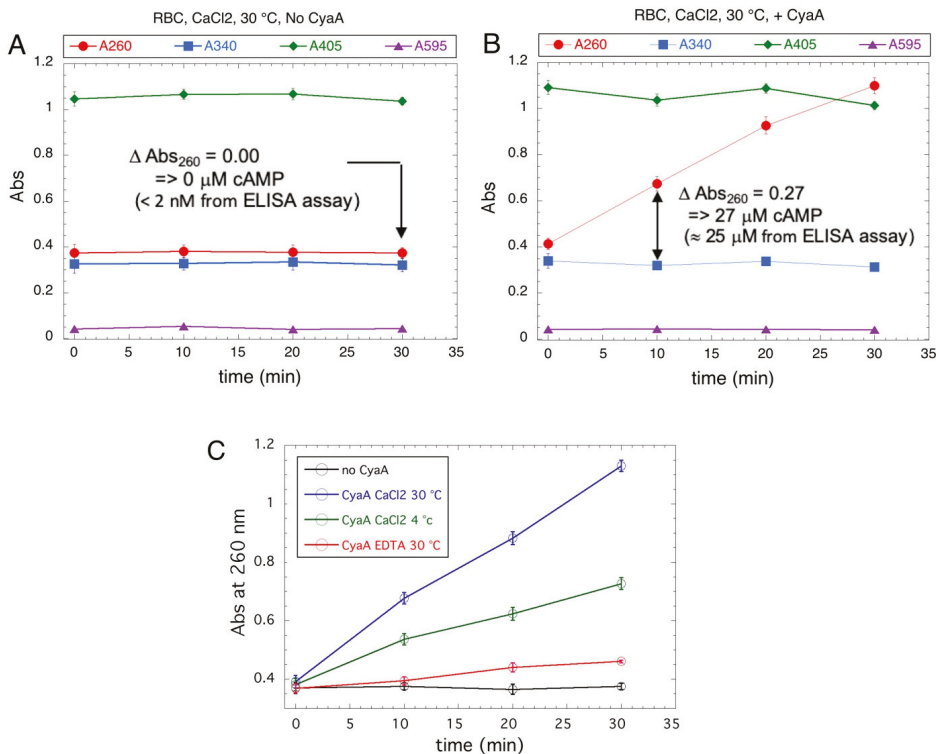 RBC, CaCl2, 30 °C, No CyaA
A
A260 A340 A405 A595
1.2
1
0.8
0.6
0.4
0.2
0
Abs
Δ Abs260 = 0.00
=> 0 μM cAMP
(< 2 nM from ELISA assay)
0 5 10 15 20 25 30 35
time (min)
RBC, CaCl2, 30 °C, + CyaA
B
A260 A340 A405 A595
1.2
1
0.8
0.6
0.4
0.2
0
Abs
Δ Abs260 = 0.27
=> 27 μM cAMP
(≈ 25 μM from ELISA assay)
0 5 10 15 20 25 30 35
time (min)
C
no CyaA
CyaA CaCl2 30 °C
CyaA CaCl2 4 °c
CyaA EDTA 30 °C
1.2
1
0.8
0.6
0.4
Abs at 260 nm
0 5 10 15 20 25 30 35
time (min)